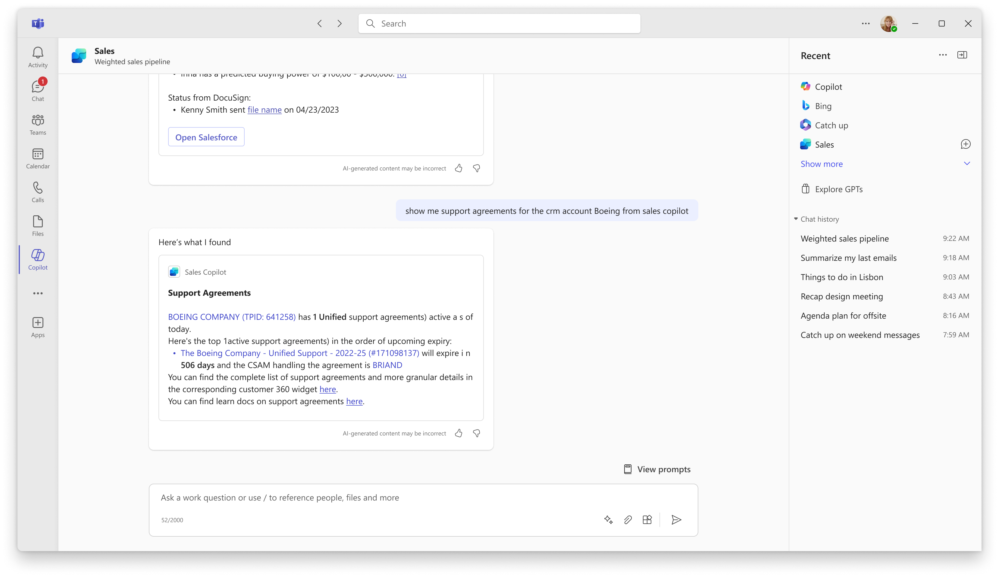 Search
Activity
1
Chat
Teams
Calendar
Calls
Files
Copilot
Apps
Sales
Weighted sales pipeline
• Irina has a predicted buying power of $100,00 - $500,000. [6]
Status from DocuSign:
• Kenny Smith sent file name on 04/23/2023
Open Salesforce
AI-generated content may be incorrect
show me support agreements for the crm account Boeing from sales copilot
Here’s what I found
Sales Copilot
Support Agreements
BOEING COMPANY (TPID: 641258) has 1 Unified support agreements) active a s of
today.
Here's the top 1active support agreements) in the order of upcoming expiry:
• The Boeing Company - Unified Support - 2022-25 (#171098137) will expire i n
506 days and the CSAM handling the agreement is BRIAND
You can find the complete list of support agreements and more granular details in
the corresponding customer 360 widget here.
You can find learn docs on support agreements here.
AI-generated content may be incorrect
View prompts
Ask a work question or use / to reference people, files and more
52/2000
Recent
Copilot
Bing
Catch up
Sales
Show more
Explore GPTs
Chat history
Weighted sales pipeline 9:22 AM
Summarize my last emails 9:18 AM
Things to do in Lisbon 9:03 AM
Recap design meeting 8:43 AM
Agenda plan for offsite 8:16 AM
Catch up on weekend messages 7:59 AM